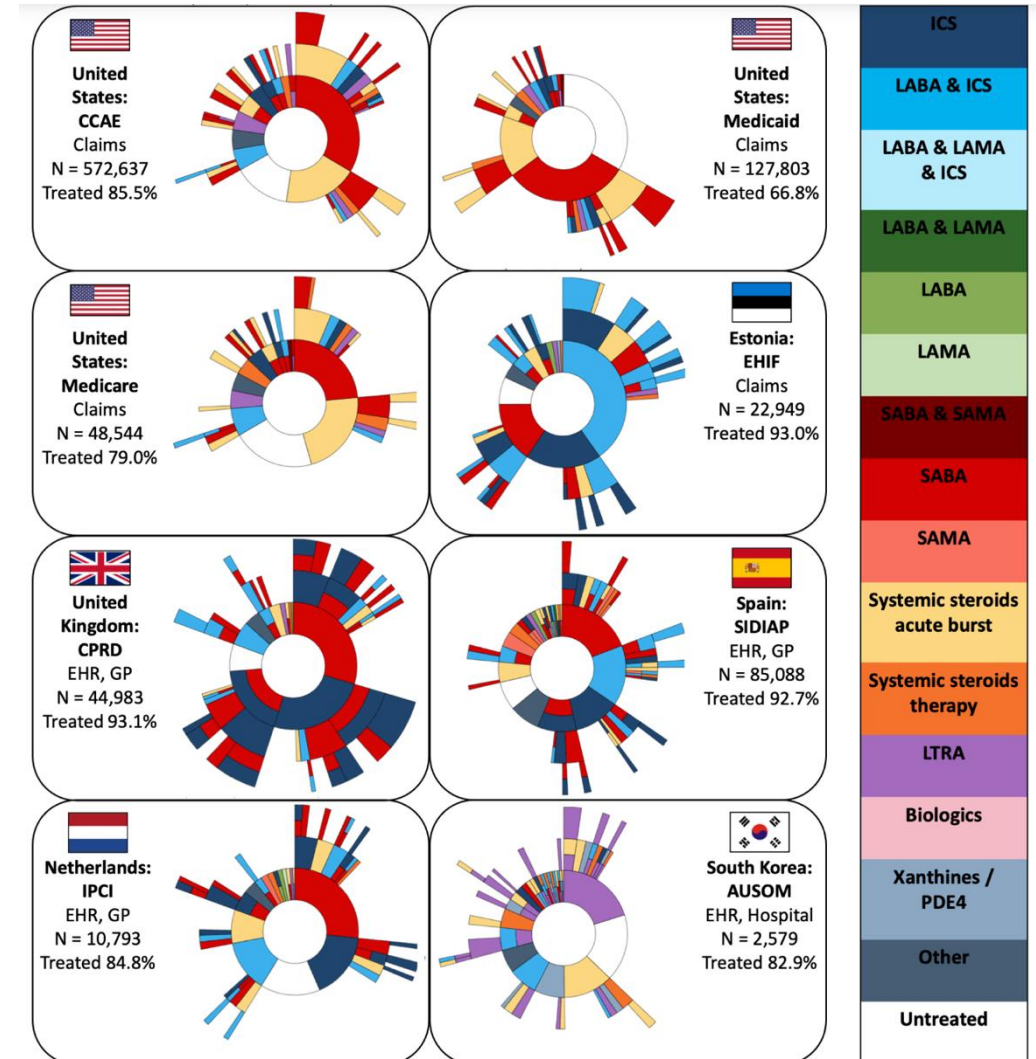 United
States:
CCAE
Claims
N = 572,637
Treated 85.5%
United
States:
Medicaid
Claims
N = 127,803
Treated 66.8%
United
States:
Medicare
Claims
N = 48,544
Treated 79.0%
Estonia:
EHIF
Claims
N = 22,949
Treated 93.0%
United
Kingdom:
CPRD
EHR, GP
N = 44,983
Treated 93.1%
Spain:
SIDIAP
EHR, GP
N = 85,088
Treated 92.7%
Netherlands:
IPCI
EHR, GP
N = 10,793
Treated 84.8%
South Korea:
AUSOM
EHR, Hospital
N = 2,579
Treated 82.9%
ICS
LABA & ICS
LABA & LAMA
& ICS
LABA & LAMA
LABA
LAMA
SABA & SAMA
SABA
SAMA
Systemic steroids
acute burst
Systemic steroids
therapy
LTRA
Biologics
Xanthines /
PDE4
Other
Untreated